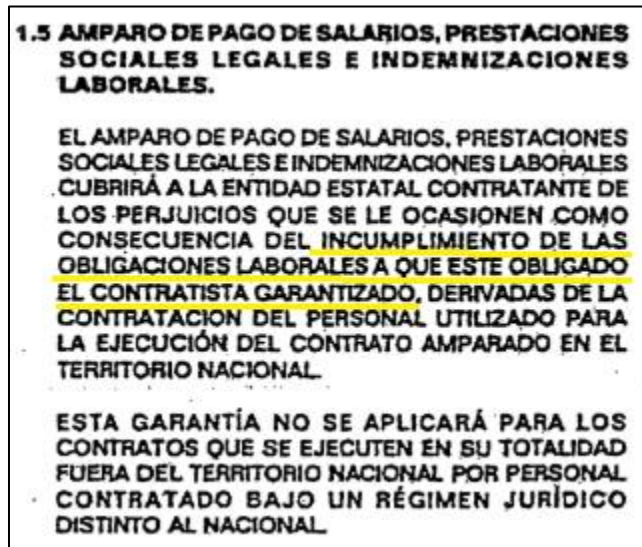 1.5 AMPARO DE PAGO DE SALARIOS, PRESTACIONES
SOCIALES LEGALES E INDEMNIZACIONES
LABORALES.
EL AMPARO DE PAGO DE SALARIOS, PRESTACIONES
SOCIALES LEGALES E INDEMNIZACIONES LABORALES
CUBRIRÁ A LA ENTIDAD ESTATAL CONTRATANTE DE
LOS PERJUICIOS QUE SE LE OCASIONEN COMO
CONSECUENCIA DEL INCUMPLIMIENTO DE LAS
OBLIGACIONES LABORALES A QUE ESTE OBLIGADO
EL CONTRATISTA GARANTIZADO, DERIVADAS DE LA
CONTRATACION DEL PERSONAL UTILIZADO PARA
LA EJECUCIÓN DEL CONTRATO AMPARADO EN EL
TERRITORIO NACIONAL.
ESTA GARANTÍA NO SE APLICARÁ PARA LOS
CONTRATOS QUE SE EJECUTEN EN SU TOTALIDAD
FUERA DEL TERRITORIO NACIONAL POR PERSONAL
CONTRATADO BAJO UN RÉGIMEN JURÍDICO
DISTINTO AL NACIONAL.